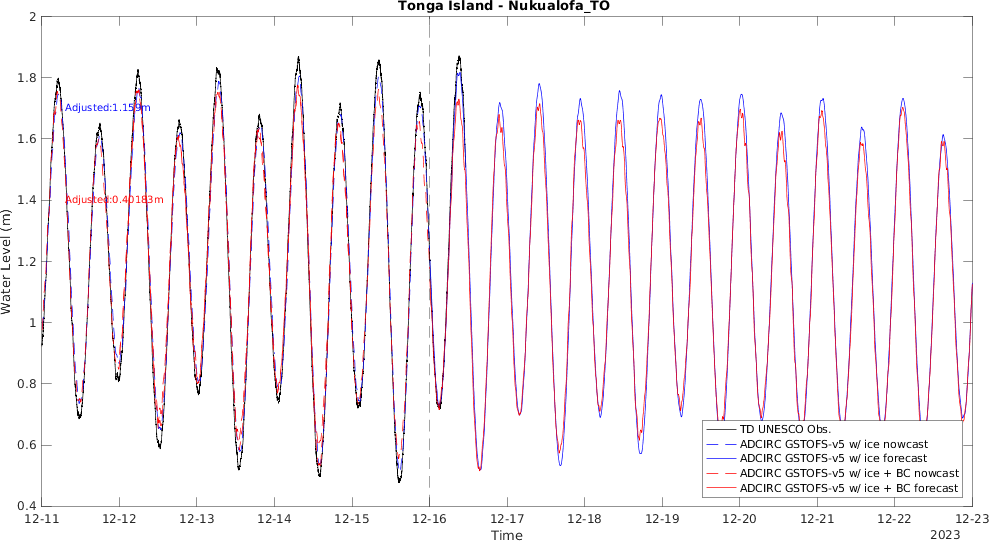 Tonga Island - Nukualofa_TO
2
1.8
1.6
1.4
1.2
1
0.8
0.6
0.4
Water Level (m)
Adjusted:1.159m
Adjusted:0.40183m
TD UNESCO Obs.
ADCIRC GSTOFS-v5 w/ ice nowcast
ADCIRC GSTOFS-v5 w/ ice forecast
ADCIRC GSTOFS-v5 w/ ice + BC nowcast
ADCIRC GSTOFS-v5 w/ ice + BC forecast
12-11 12-12 12-13 12-14 12-15 12-16 12-17 12-18 12-19 12-20 12-21 12-22 12-23
Time
2023